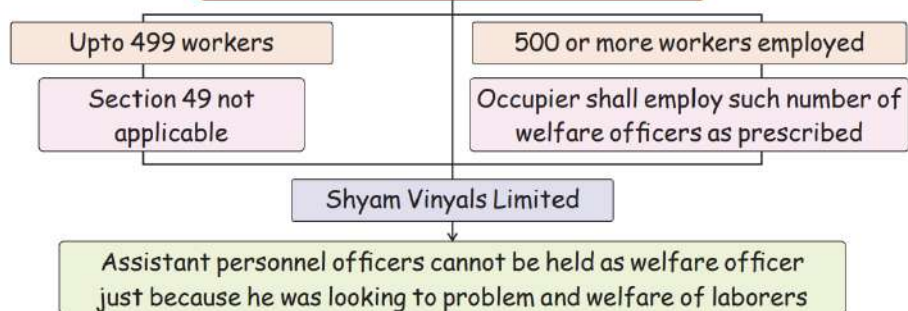 Upto 499 workers
500 or more workers employed
Section 49 not
applicable
Occupier shall employ such number of
welfare officers as prescribed
Shyam Vinyals Limited
Assistant personnel officers cannot be held as welfare officer
just because he was looking to problem and welfare of laborers